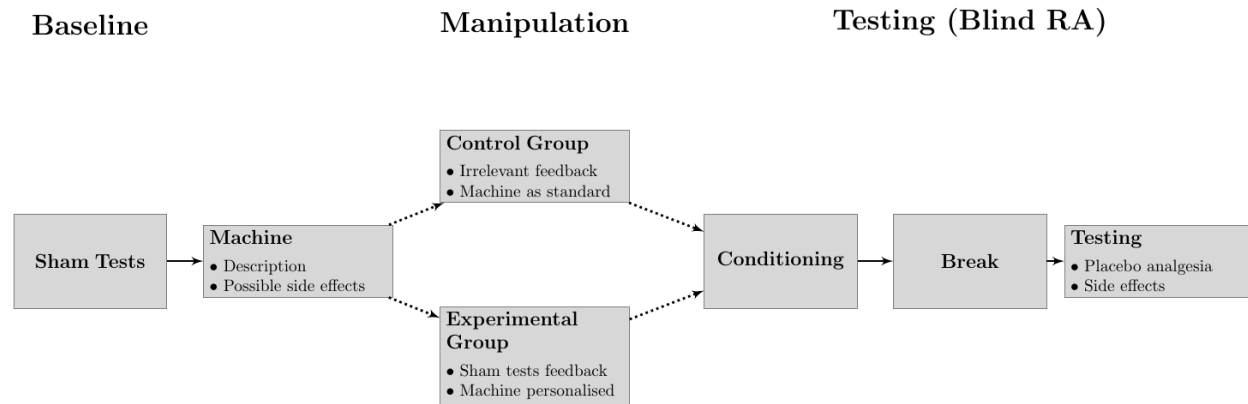 Baseline
Manipulation
Testing (Blind RA)
Sham Tests
Machine
• Description
• Possible side effects
Control Group
• Irrelevant feedback
• Machine as standard
Experimental
Group
• Sham tests feedback
• Machine personalised
Conditioning
Break
Testing
• Placebo analgesia
• Side effects